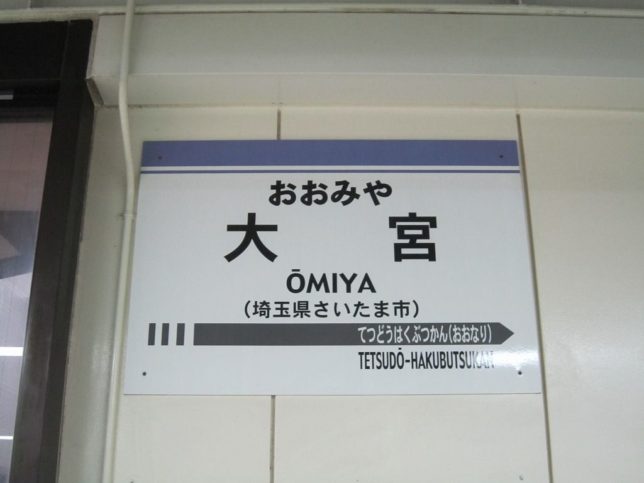 おおみや
大宮
ŌMIYA
(埼玉県さいたま市)
てつどうはくぶつかん(おおなり)
TETSUDŌ-HAKUBUTSUKAN